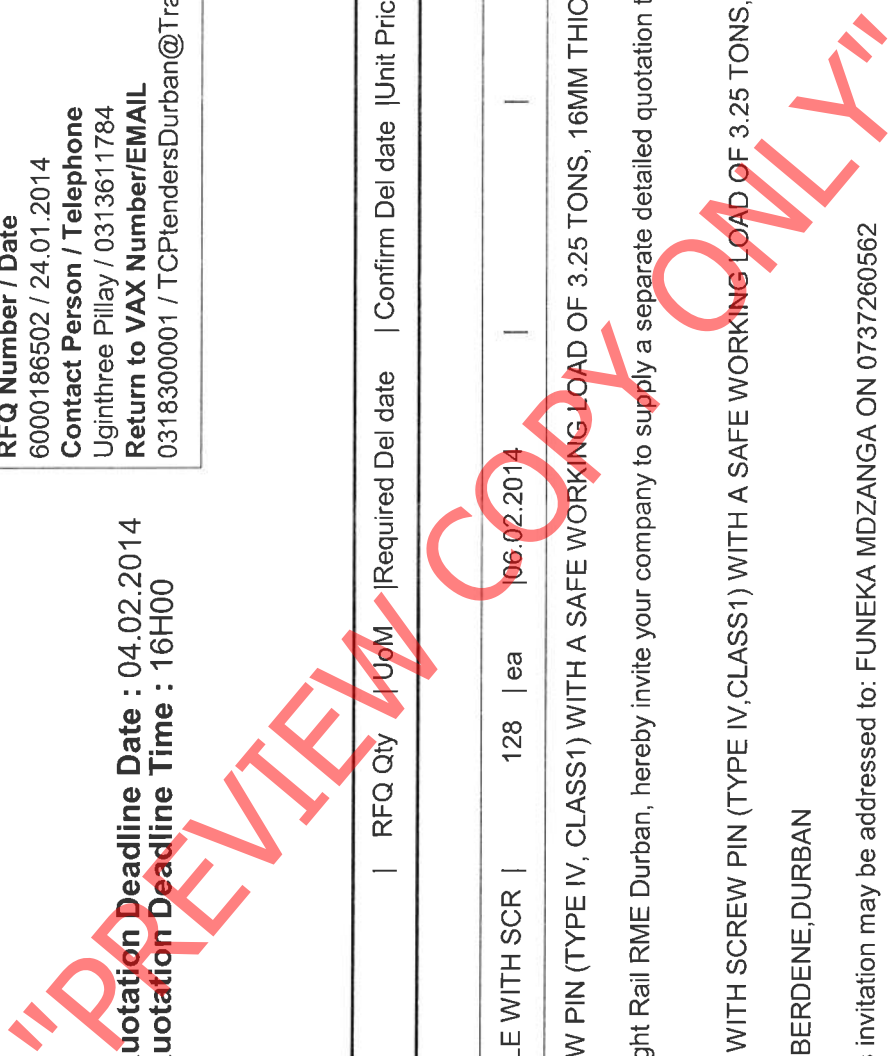 RFQ Number / Date
6000186502 / 24.01.2014
Contact Person / Telephone
Uginthree Pillay / 0313611784
Return to VAX Number/EMAIL
0318300001 / TCPtendersDurban@Tra
uotation Deadline Date : 04.02.2014
uotation Deadline Time : 16H00
| RFQ Qty | UoM |Required Del date | Confirm Del date |Unit Pric
LE WITH SCR | 128 | ea |06.02.2014 | |
W PIN (TYPE IV, CLASS1) WITH A SAFE WORKING LOAD OF 3.25 TONS, 16MM THIC
ght Rail RME Durban, hereby invite your company to supply a separate detailed quotation t
WITH SCREW PIN (TYPE IV,CLASS1) WITH A SAFE WORKING LOAD OF 3.25 TONS,
BERDENE,DURBAN
s invitation may be addressed to: FUNEKA MDZANGA ON 0737260562
"PREVIEW COPY ONLY"